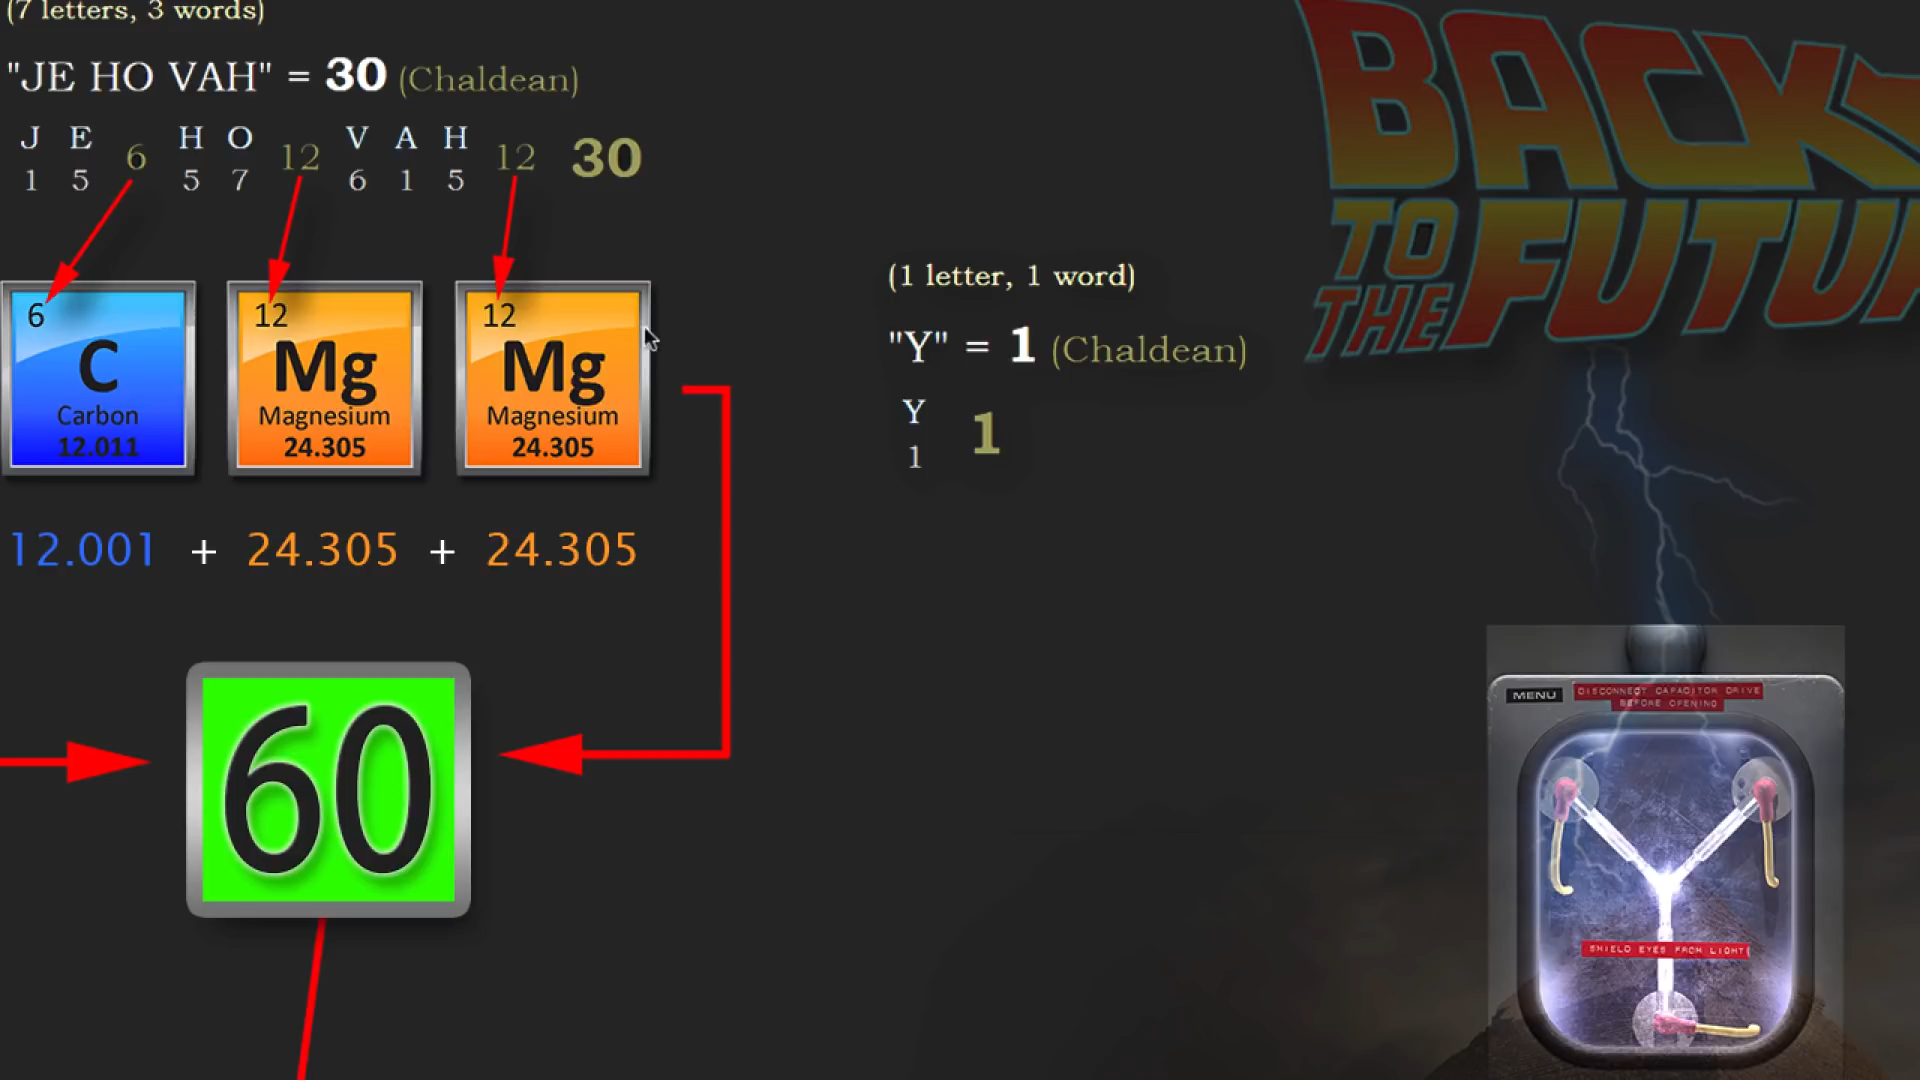 (7 letters, 3 words)
"JE HO VAH" = 30 (Chaldean)
J E 6 H O 12 V A H 12 30
1 5 5 7 6 1 5
6
C
Carbon
12.011
12
Mg
Magnesium
24.305
12
Mg
Magnesium
24.305
12.001 + 24.305 + 24.305
60
(1 letter, 1 word)
"Y" = 1 (Chaldean)
Y 1
1
BACK
TO
THE
MENU
DISCONNECT CAPACITOR DRIVE
BEFORE OPENING
SHIELD EYES FROM LIGHT